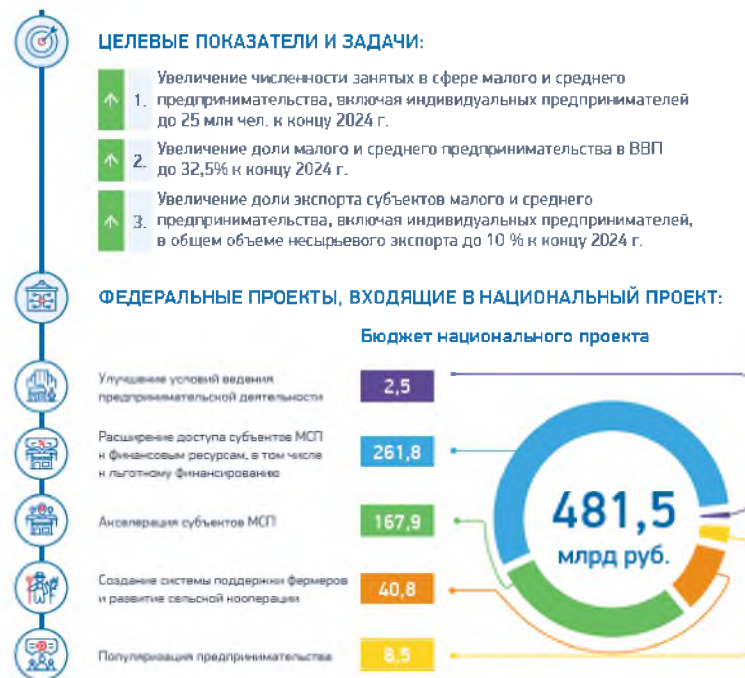 ЦЕЛЕВЫЕ ПОКАЗАТЕЛИ И ЗАДАЧИ:
1. Увеличение численности занятых в сфере малого и среднего
предпринимательства, включая индивидуальных предпринимателей
до 25 млн чел. к концу 2024 г.
2. Увеличение доли малого и среднего предпринимательства в ВВП
до 32,5% к концу 2024 г.
3. Увеличение доли экспорта субъектов малого и среднего
предпринимательства, включая индивидуальных предпринимателей,
в общем объеме несырьевого экспорта до 10 % к концу 2024 г.
ФЕДЕРАЛЬНЫЕ ПРОЕКТЫ, ВХОДЯЩИЕ В НАЦИОНАЛЬНЫЙ ПРОЕКТ:
Бюджет национального проекта
Улучшение условий ведения
предпринимательской деятельности
2,5
Расширение доступа субъектов МСП
к финансовым ресурсам, в том числе
к льготному финансированию
261,8
Акселерация субъектов МСП
167,9
Создание системы поддержки фермеров
и развитие сельской кооперации
40,8
Популяризация предпринимательства
8,5
481,5
млрд руб.